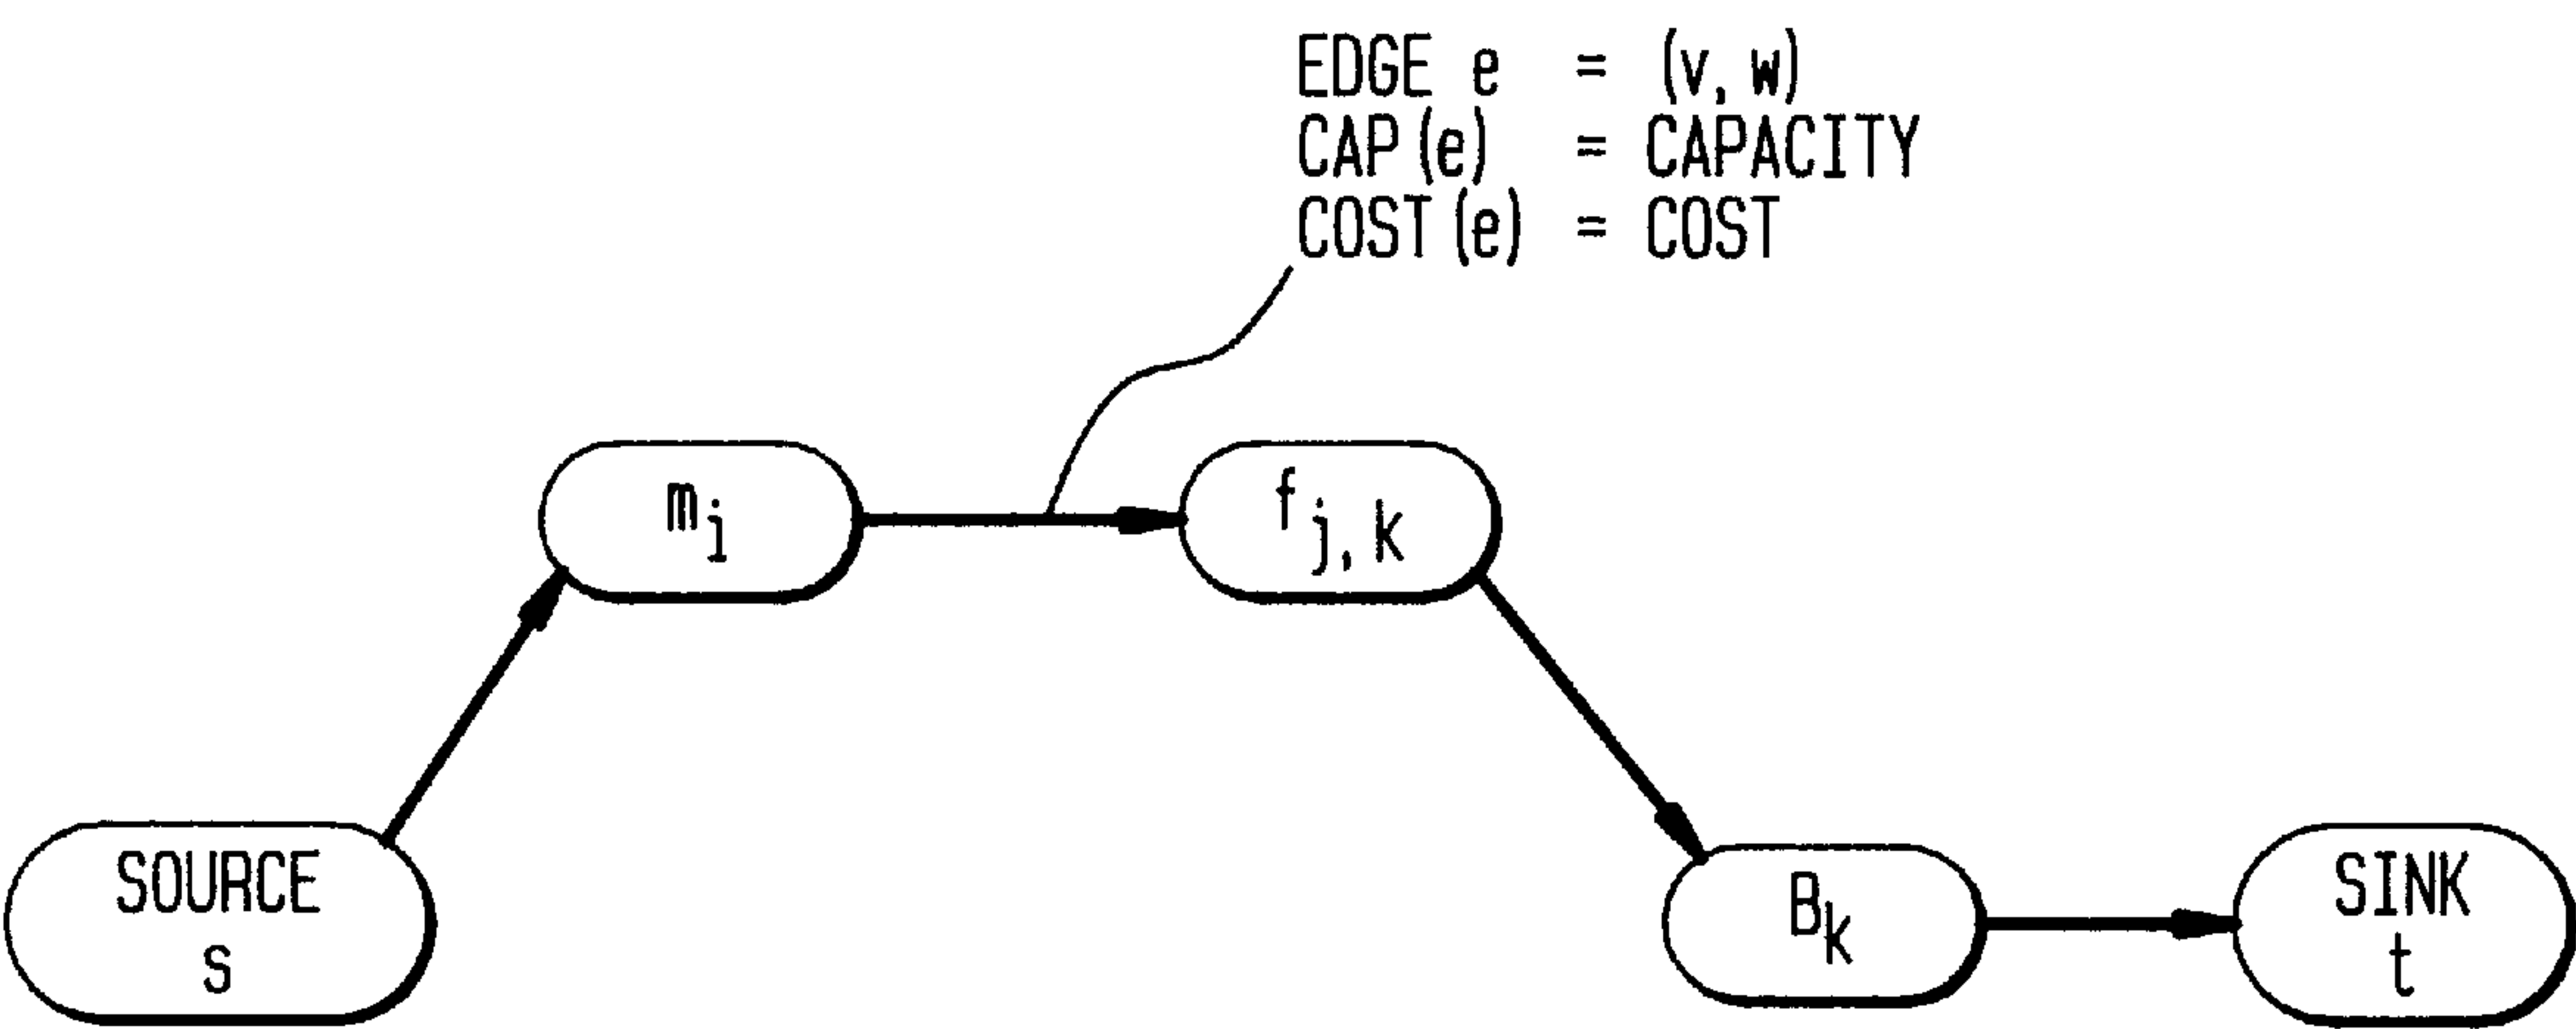 EDGE e = (v, w)
CAP(e) = CAPACITY
COST(e) = COST
m_i
f_j,k
SOURCE
s
B_k
SINK
t